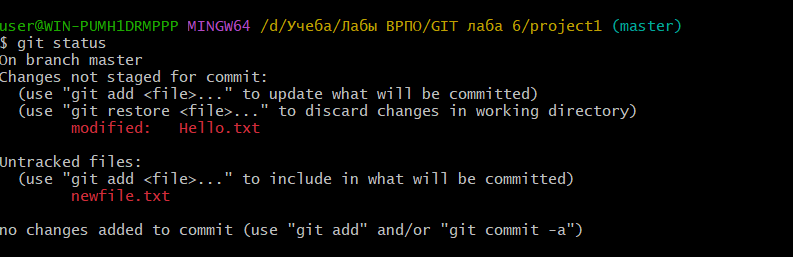 user@WIN-PUMH1DRMPPP MINGW64 /d/Учеба/Лабы ВРПО/GIT лаба 6/project1 (master)
$ git status
On branch master
Changes not staged for commit:
  (use "git add <file>..." to update what will be committed)
  (use "git restore <file>..." to discard changes in working directory)
        modified:   Hello.txt

Untracked files:
  (use "git add <file>..." to include in what will be committed)
        newfile.txt

no changes added to commit (use "git add" and/or "git commit -a")